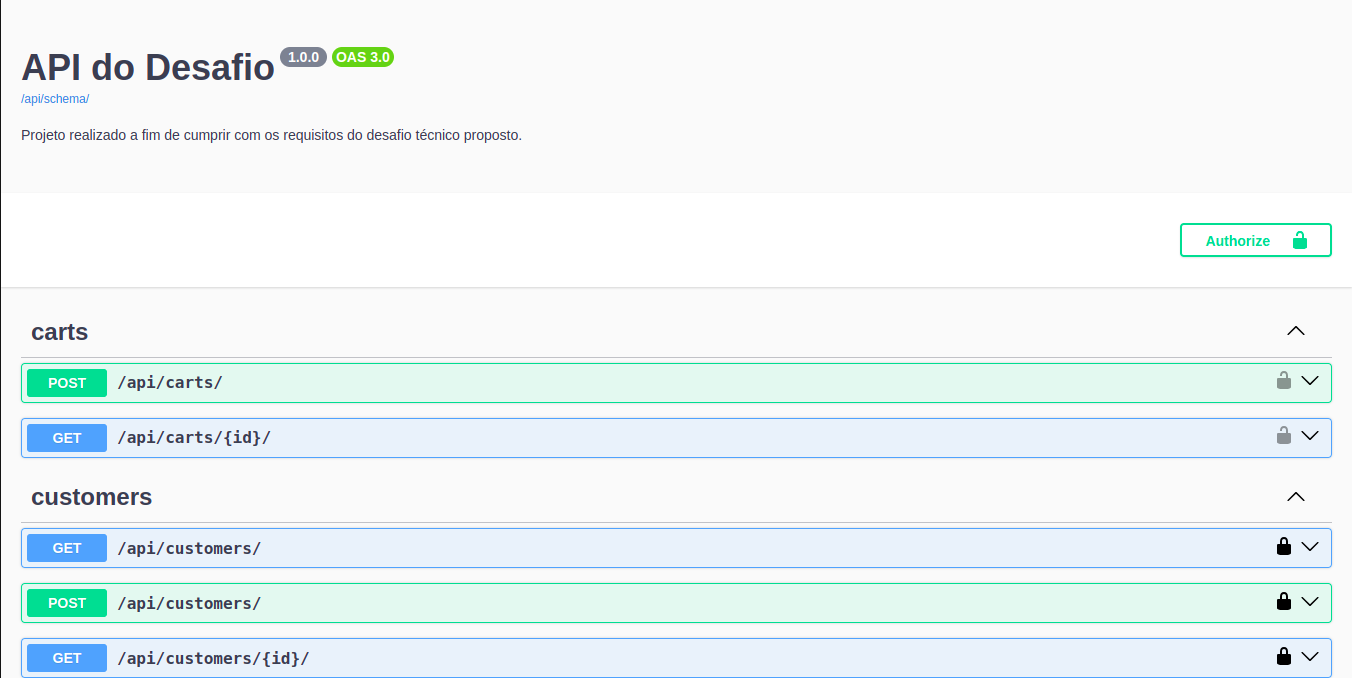 API do Desafio 1.0.0 OAS 3.0
/api/schema/
Projeto realizado a fim de cumprir com os requisitos do desafio técnico proposto.
Authorize
carts
POST /api/carts/
GET /api/carts/{id}/
customers
GET /api/customers/
POST /api/customers/
GET /api/customers/{id}/